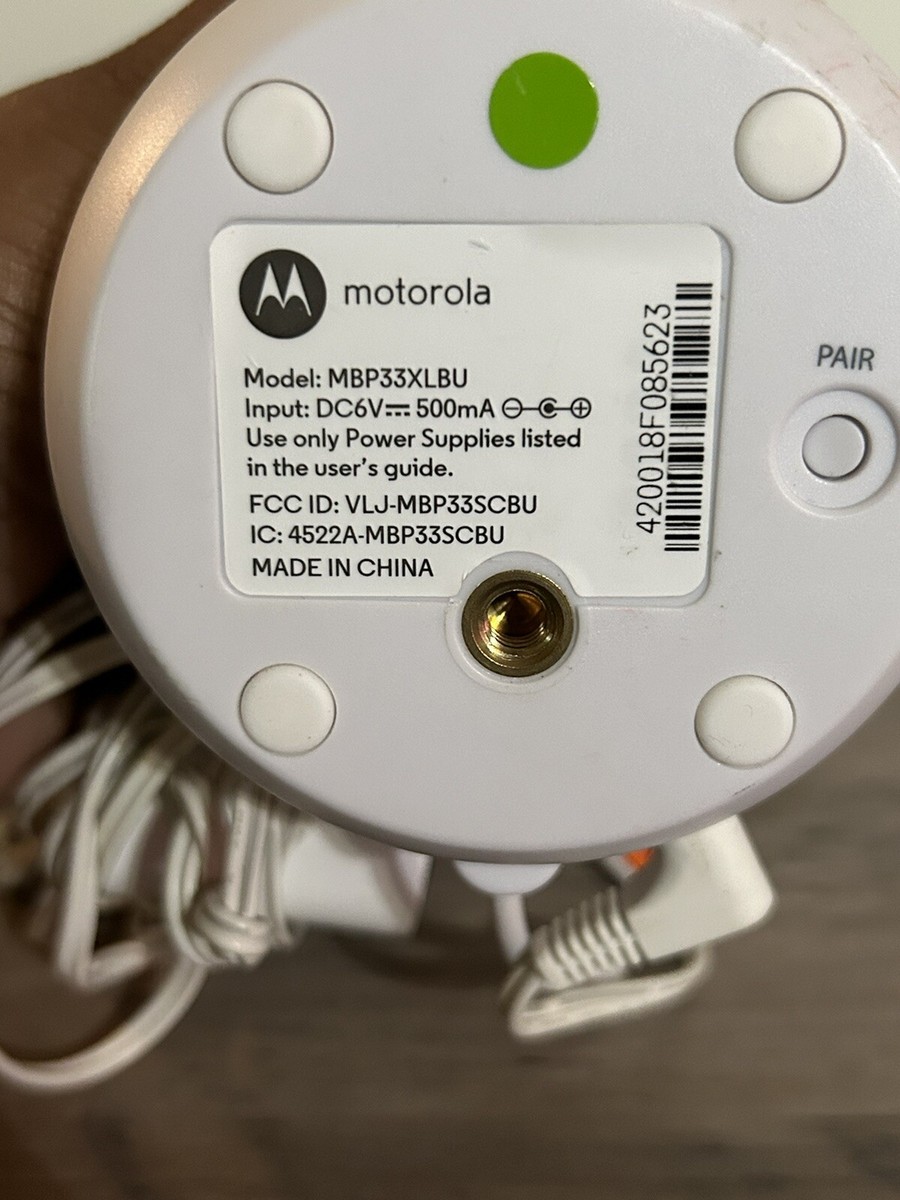 motorola
Model: MBP33XLBU
Input: DC6V⎓ 500mA
Use only Power Supplies listed
in the user's guide.
FCC ID: VLJ-MBP33SCBU
IC: 4522A-MBP33SCBU
MADE IN CHINA
420018F085623
PAIR